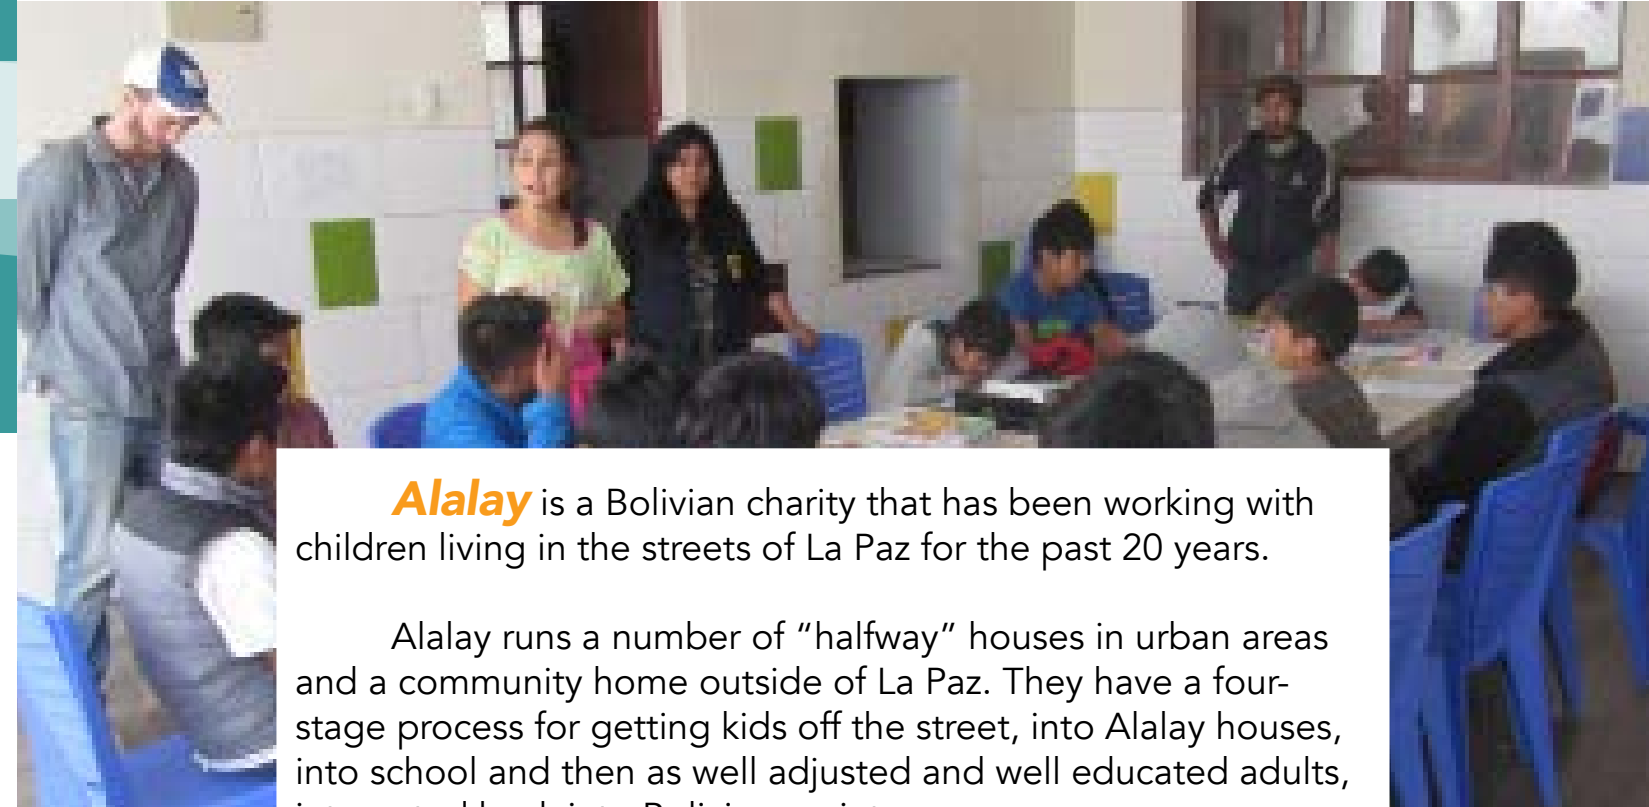 Alalay is a Bolivian charity that has been working with
children living in the streets of La Paz for the past 20 years.
Alalay runs a number of “halfway” houses in urban areas
and a community home outside of La Paz. They have a four-
stage process for getting kids off the street, into Alalay houses,
into school and then as well adjusted and well educated adults,